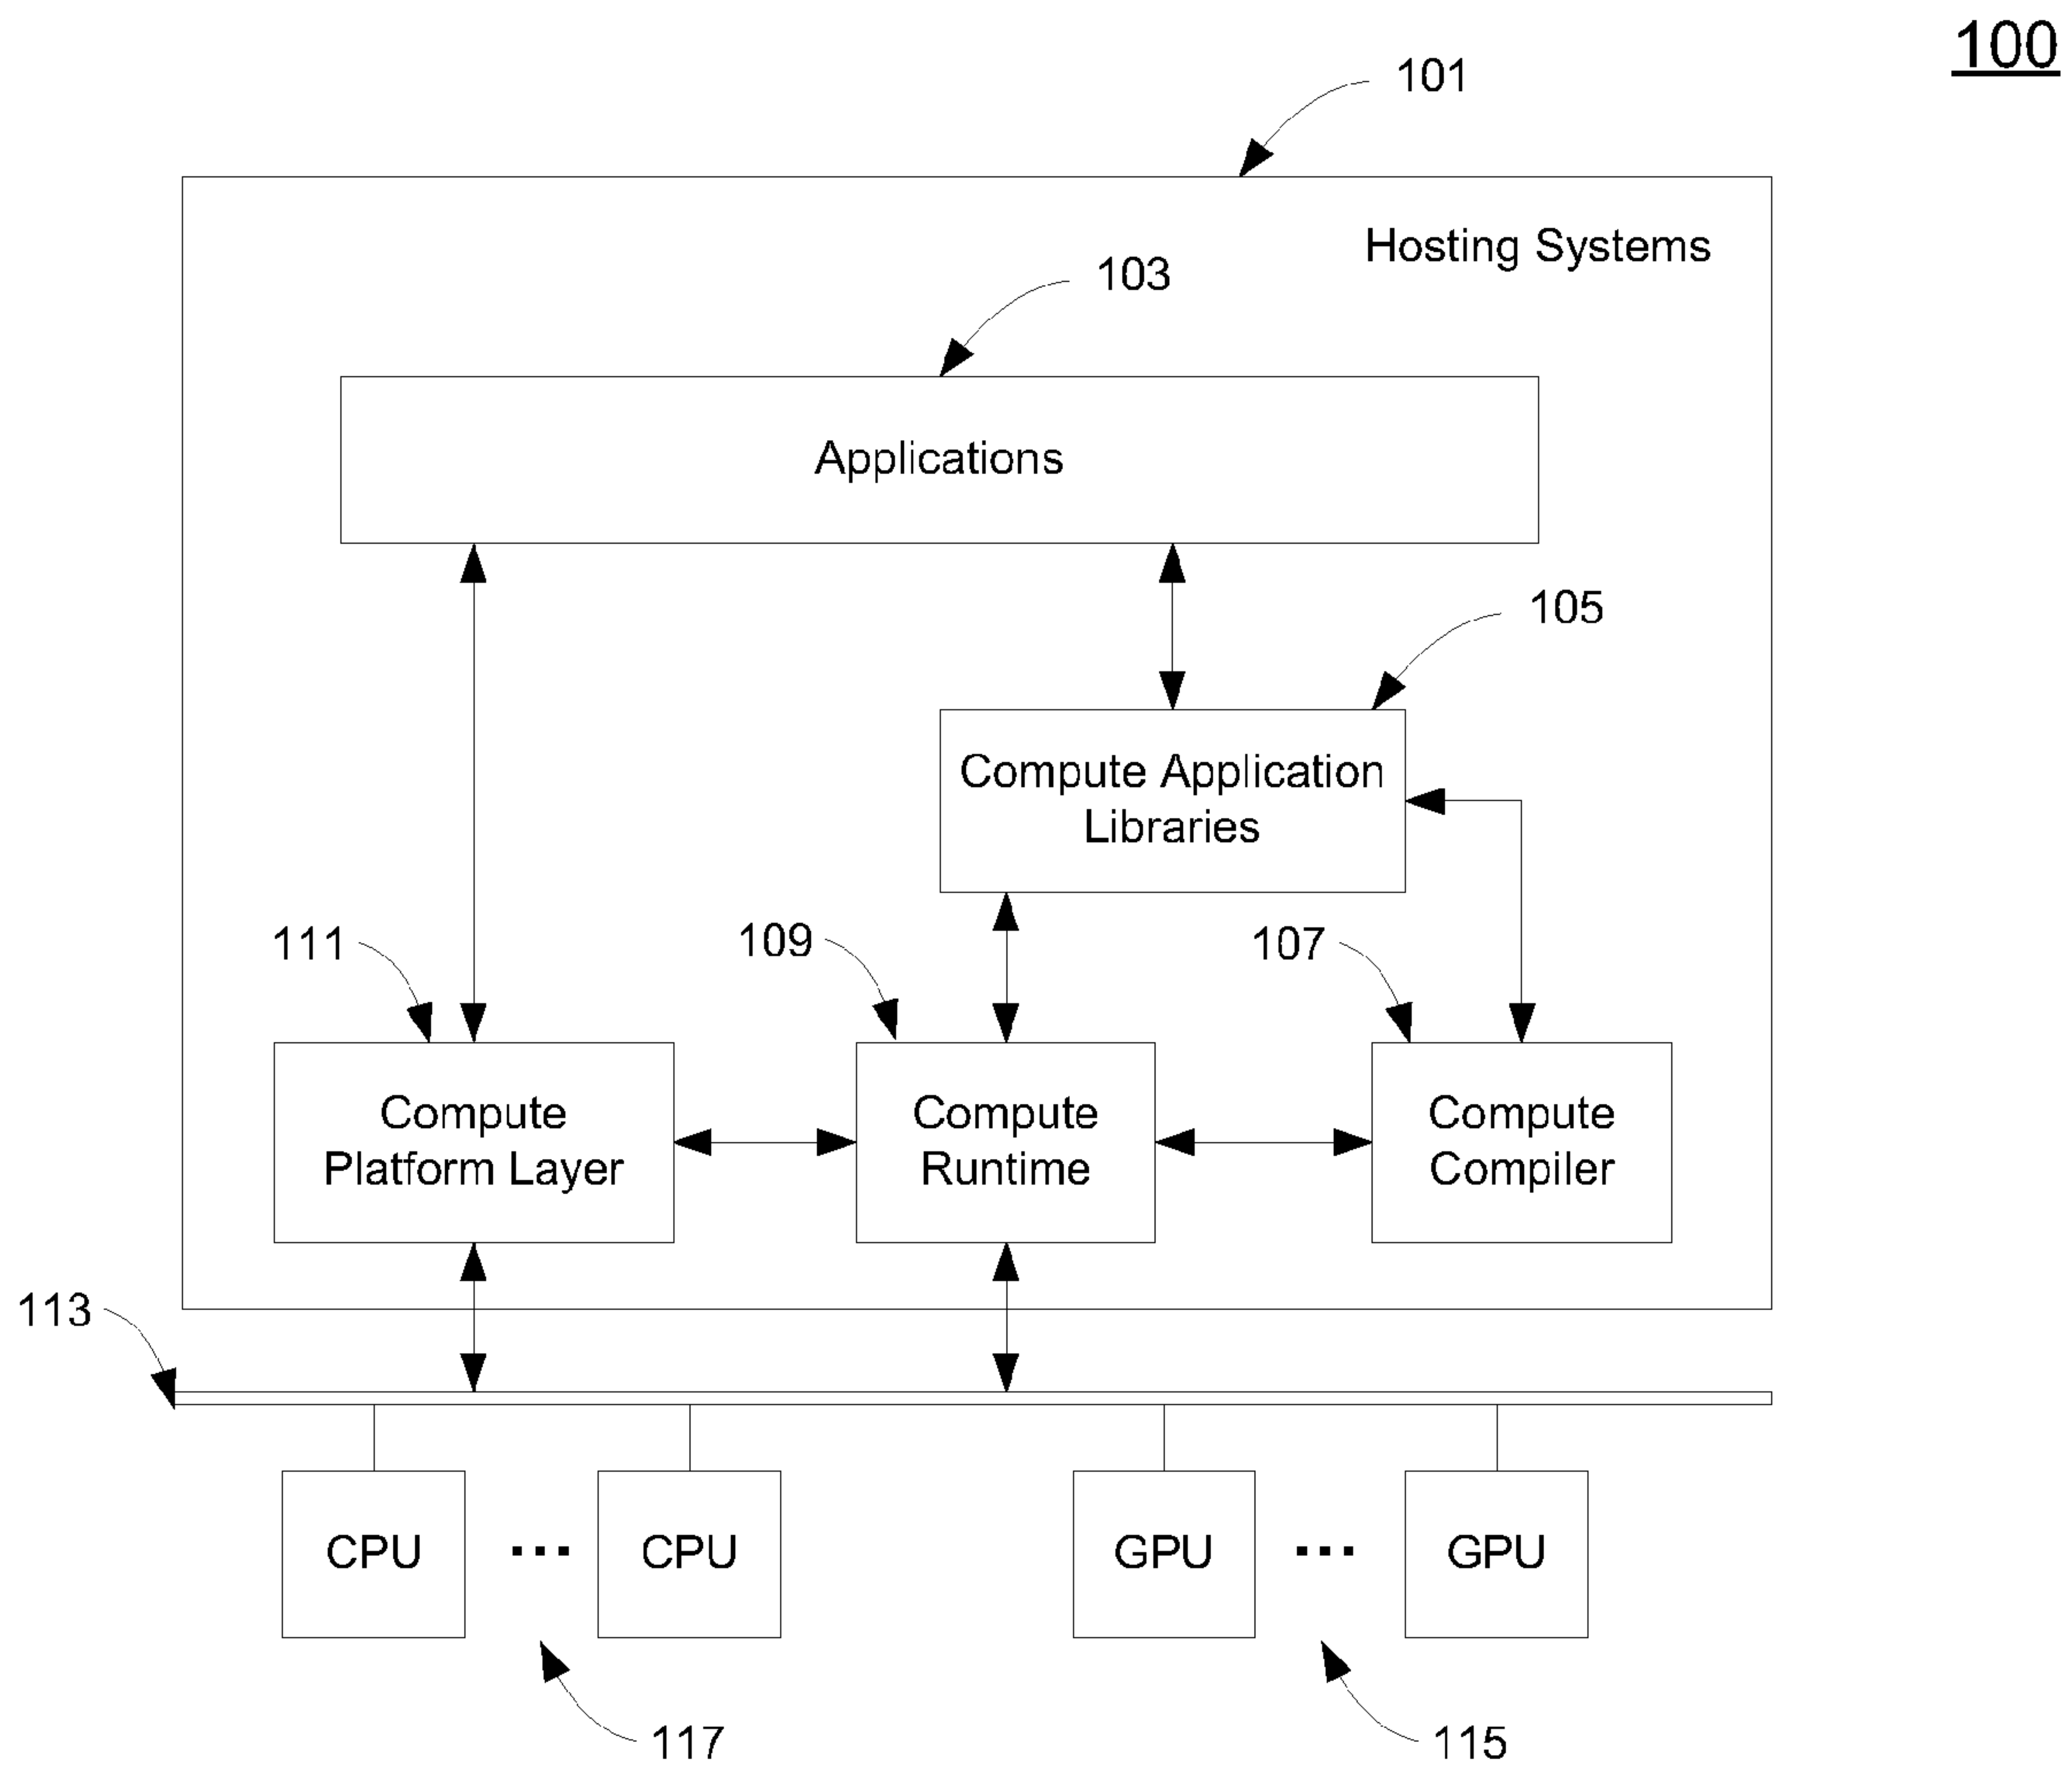 100
101
Hosting Systems
103
Applications
105
Compute Application
Libraries
111
109
107
Compute
Platform Layer
Compute
Runtime
Compute
Compiler
113
CPU
...
CPU
GPU
...
GPU
117
115